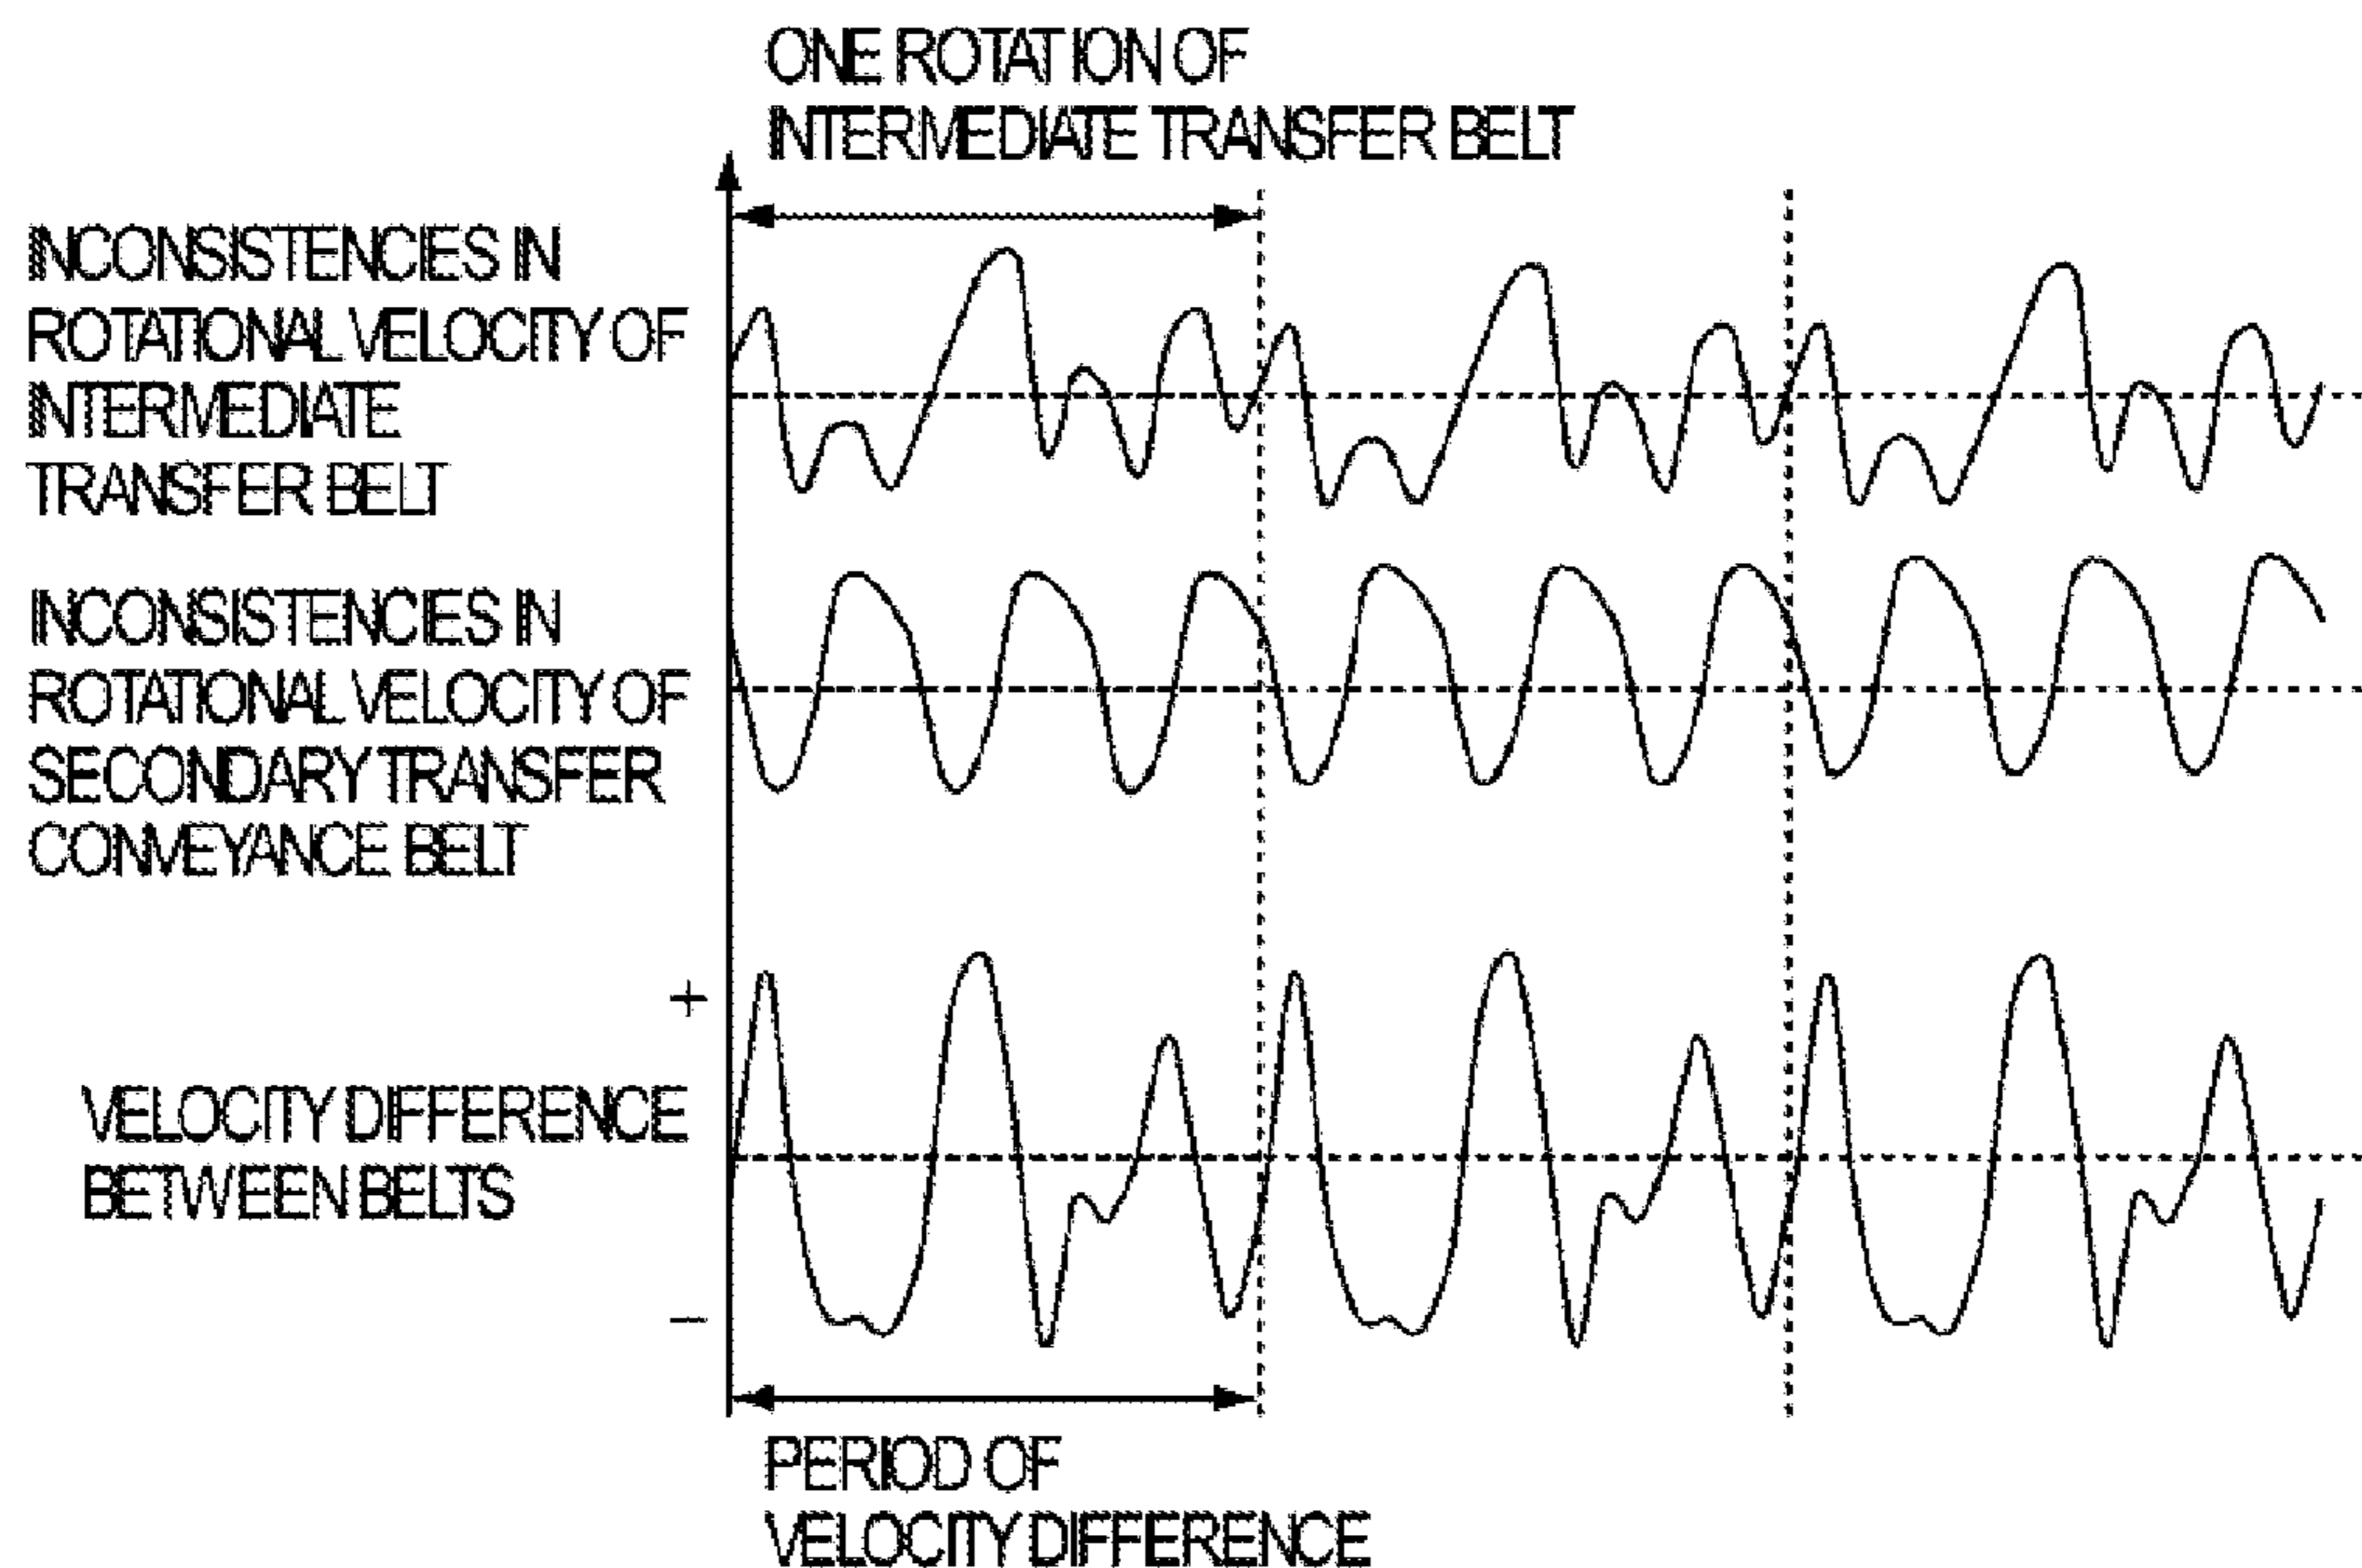 ONE ROTATION OF
INTERMEDIATE TRANSFER BELT
INCONSISTENCIES IN
ROTATIONAL VELOCITY OF
INTERMEDIATE
TRANSFER BELT
INCONSISTENCIES IN
ROTATIONAL VELOCITY OF
SECONDARY TRANSFER
CONVEYANCE BELT
+
VELOCITY DIFFERENCE
BETWEEN BELTS
−
PERIOD OF
VELOCITY DIFFERENCE